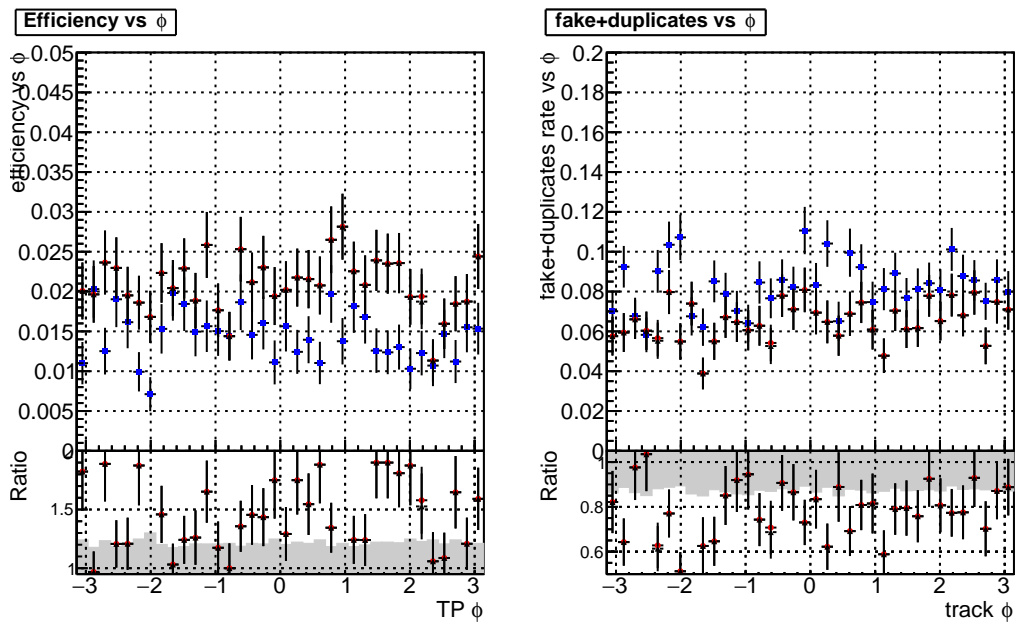 Efficiency vs ϕ
efficiency vs ϕ
0.05
0.045
0.04
0.035
0.03
0.025
0.02
0.015
0.01
0.005
0
Ratio
1.5
1
−3 −2 −1 0 1 2 3
TP ϕ
fake+duplicates vs ϕ
fake+duplicates rate vs ϕ
0.2
0.18
0.16
0.14
0.12
0.1
0.08
0.06
0.04
0.02
0
Ratio
1
0.8
0.6
−3 −2 −1 0 1 2 3
track ϕ